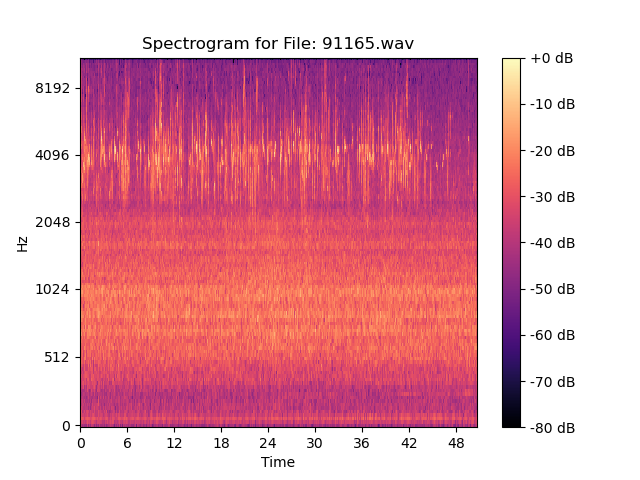 Spectrogram for File: 91165.wav
Hz
8192
4096
2048
1024
512
0
0 6 12 18 24 30 36 42 48
Time
+0 dB
-10 dB
-20 dB
-30 dB
-40 dB
-50 dB
-60 dB
-70 dB
-80 dB